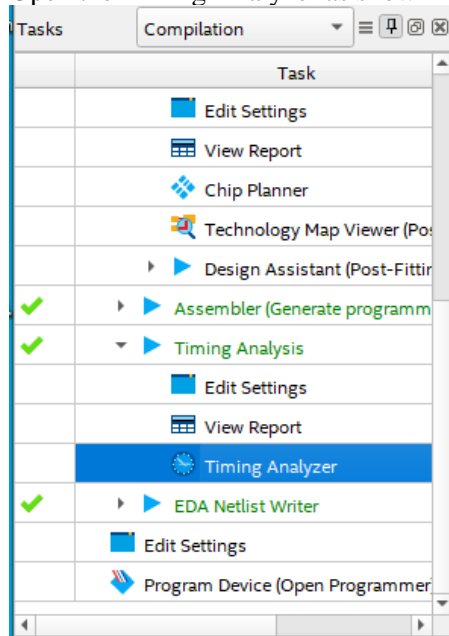 Tasks Compilation
Task
Edit Settings
View Report
Chip Planner
Technology Map Viewer (Pos
Design Assistant (Post-Fittin
Assembler (Generate programm
Timing Analysis
Edit Settings
View Report
Timing Analyzer
EDA Netlist Writer
Edit Settings
Program Device (Open Programmer)